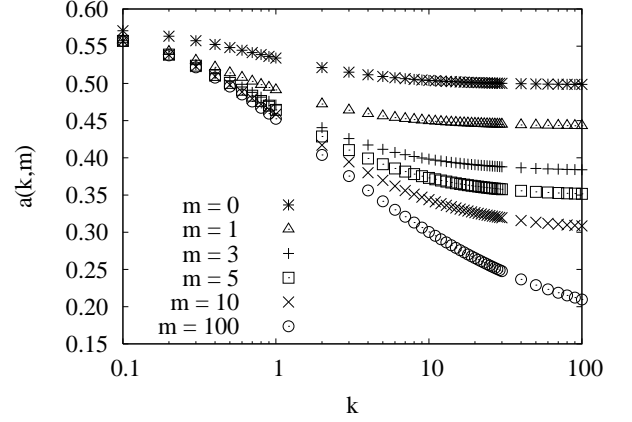 0.60
0.55
0.50
0.45
0.40
0.35
0.30
0.25
0.20
0.15
a(k,m)
m = 0
m = 1
m = 3
m = 5
m = 10
m = 100
0.1 1 10 100
k